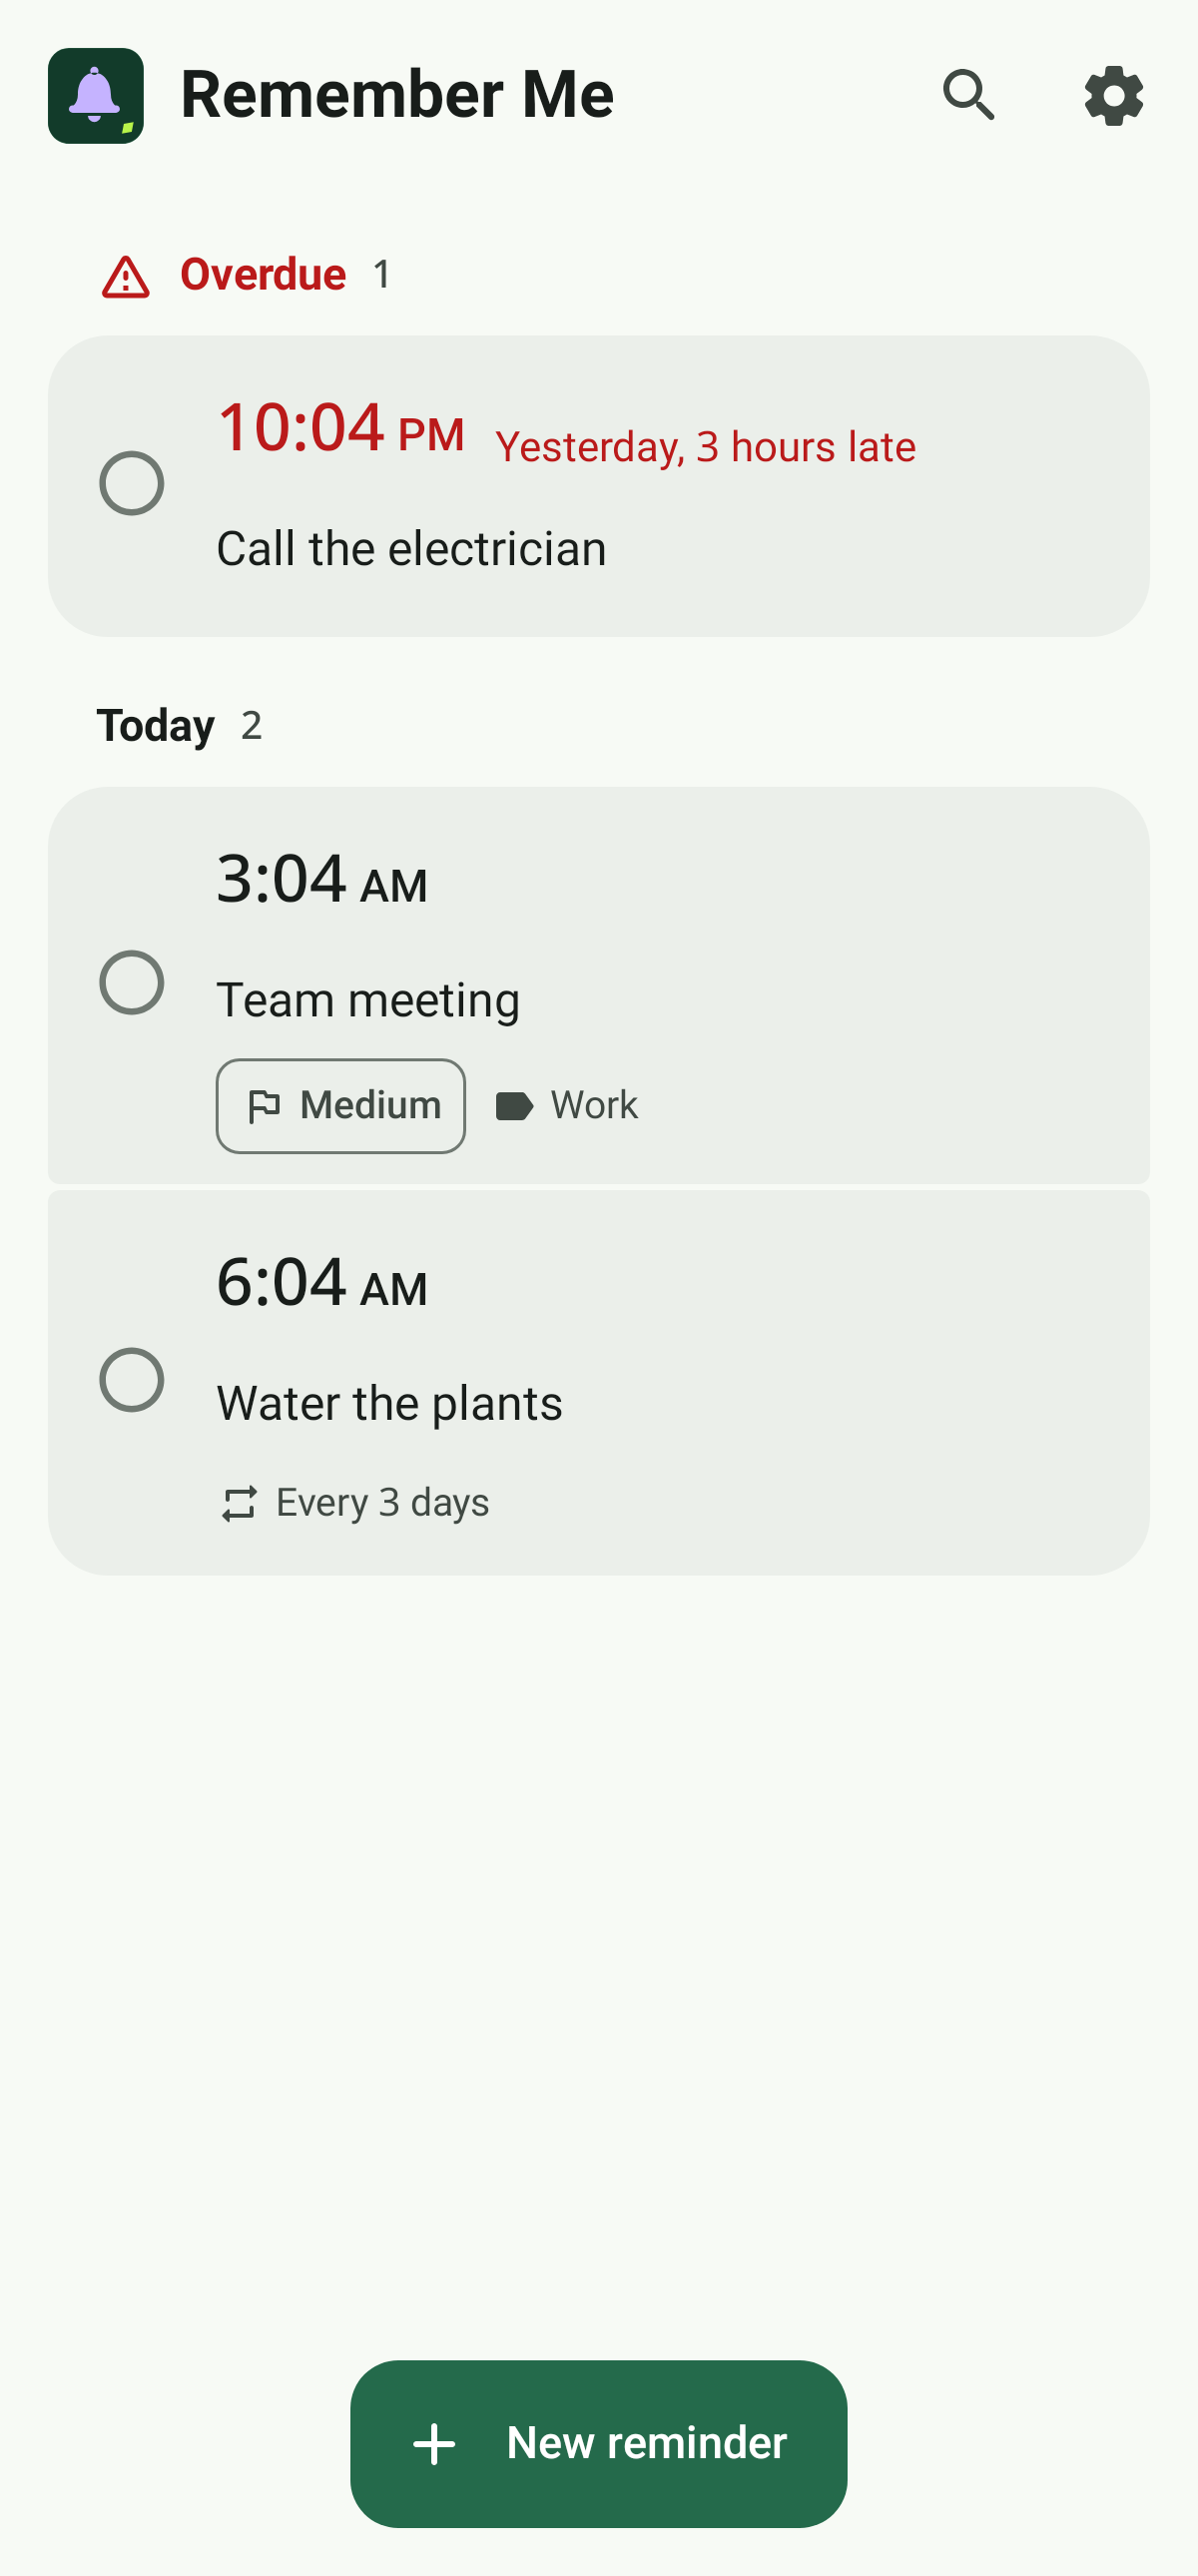 Remember Me
Overdue 1
10:04 PM Yesterday, 3 hours late
Call the electrician
Today 2
3:04 AM
Team meeting
Medium Work
6:04 AM
Water the plants
Every 3 days
New reminder